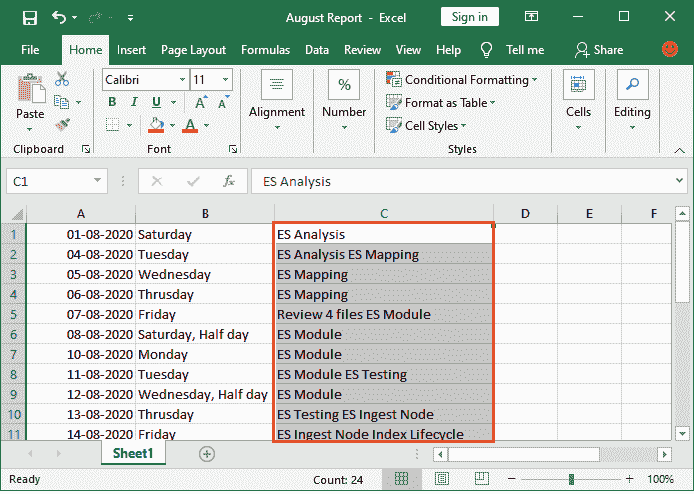 August Report - Excel
Sign in
File Home Insert Page Layout Formulas Data Review View Help Tell me Share
Calibri 11
Paste
B I U A A
A
Alignment
%
Number
Conditional Formatting
Format as Table
Cell Styles
Cells
Editing
Clipboard Font Styles
C1 fx ES Analysis
A B C D E F
1 01-08-2020 Saturday ES Analysis
2 04-08-2020 Tuesday ES Analysis ES Mapping
3 05-08-2020 Wednesday ES Mapping
4 06-08-2020 Thrusday ES Mapping
5 07-08-2020 Friday Review 4 files ES Module
6 08-08-2020 Saturday, Half day ES Module
7 10-08-2020 Monday ES Module
8 11-08-2020 Tuesday ES Module ES Testing
9 12-08-2020 Wednesday, Half day ES Module
10 13-08-2020 Thrusday ES Testing ES Ingest Node
11 14-08-2020 Friday ES Ingest Node Index Lifecycle
Sheet1
Ready Count: 24 100%